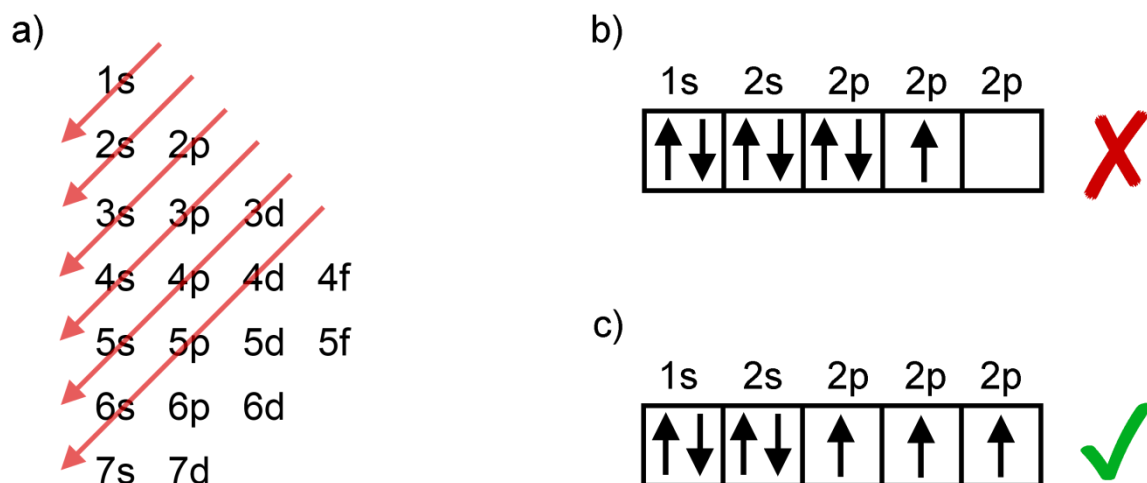 a)
1s
2s 2p
3s 3p 3d
4s 4p 4d 4f
5s 5p 5d 5f
6s 6p 6d
7s 7d
b)
1s 2s 2p 2p 2p
c)
1s 2s 2p 2p 2p